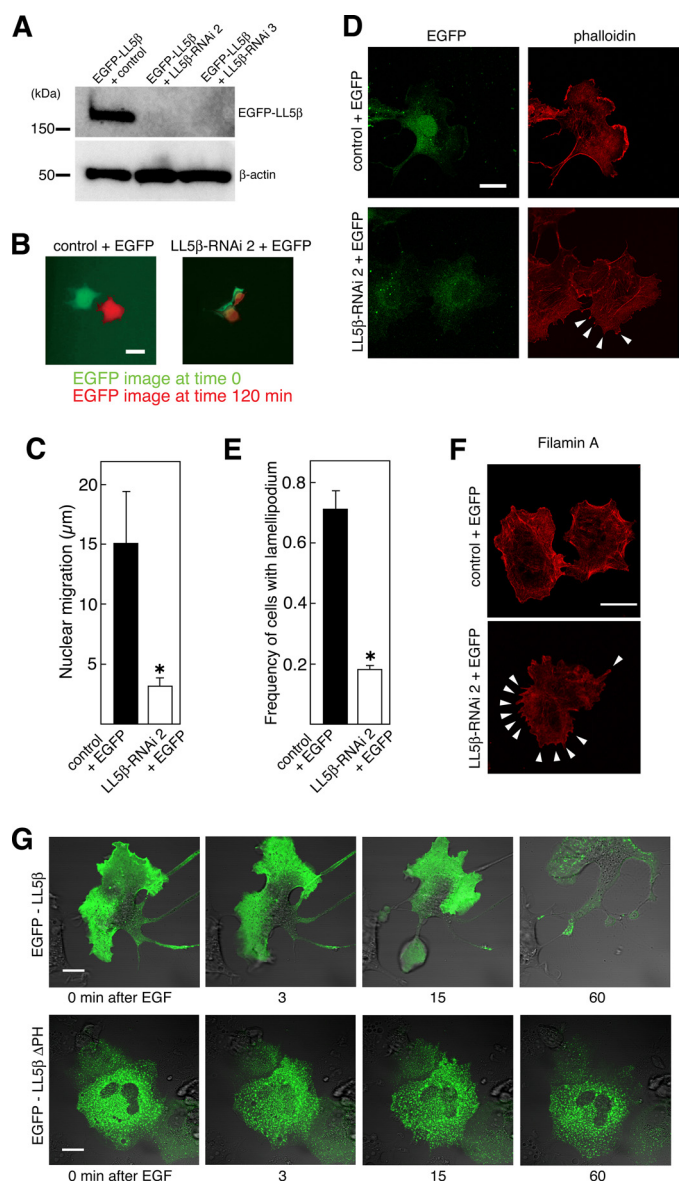 A
EGFP-LL5β
+ control
EGFP-LL5β
+ LL5β-RNAi 2
EGFP-LL5β
+ LL5β-RNAi 3
(kDa)
150
EGFP-LL5β
50
β-actin
B
control + EGFP
LL5β-RNAi 2 + EGFP
EGFP image at time 0
EGFP image at time 120 min
C
Nuclear migration (μm)
20
15
10
5
*
control
+ EGFP
LL5β-RNAi 2
+ EGFP
D
EGFP
phalloidin
control + EGFP
LL5β-RNAi 2 + EGFP
E
Frequency of cells with lamellipodium
0.8
0.6
0.4
0.2
*
control
+ EGFP
LL5β-RNAi 2
+ EGFP
F
Filamin A
control + EGFP
LL5β-RNAi 2 + EGFP
G
EGFP - LL5β
0 min after EGF
3
15
60
EGFP - LL5β ΔPH
0 min after EGF
3
15
60